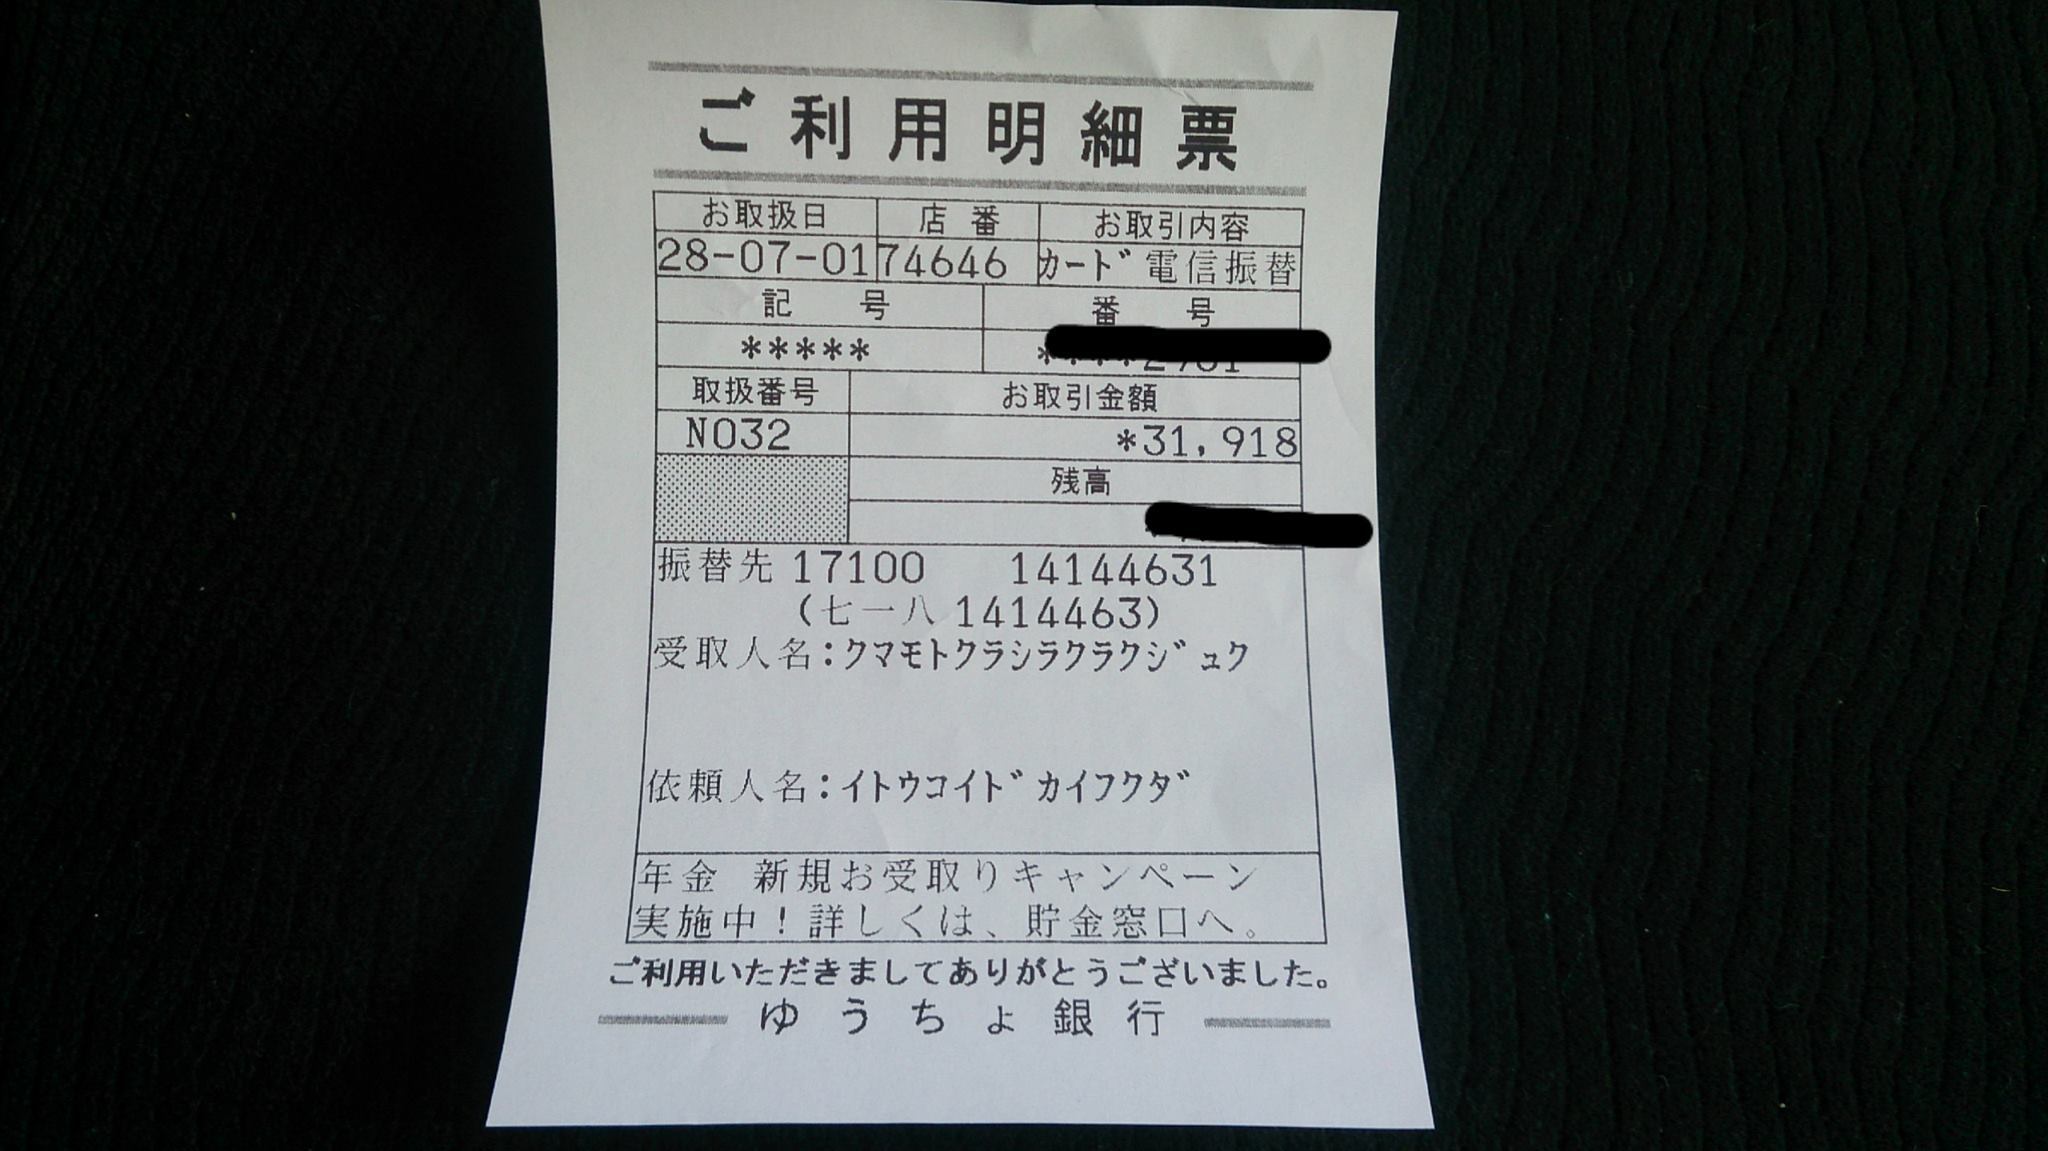 ご利用明細票
お取扱日 店番 お取引内容
28-07-01 74646 カード電信振替
記号 番号
*****
取扱番号 お取引金額
N032 *31,918
残高
振替先 17100 14144631
(七一八 1414463)
受取人名:クマモトクラシラクラクジュク
依頼人名:イトウコイドカイフクダ
年金 新規お受取りキャンペーン
実施中!詳しくは、貯金窓口へ。
ご利用いただきましてありがとうございました。
ゆうちょ銀行